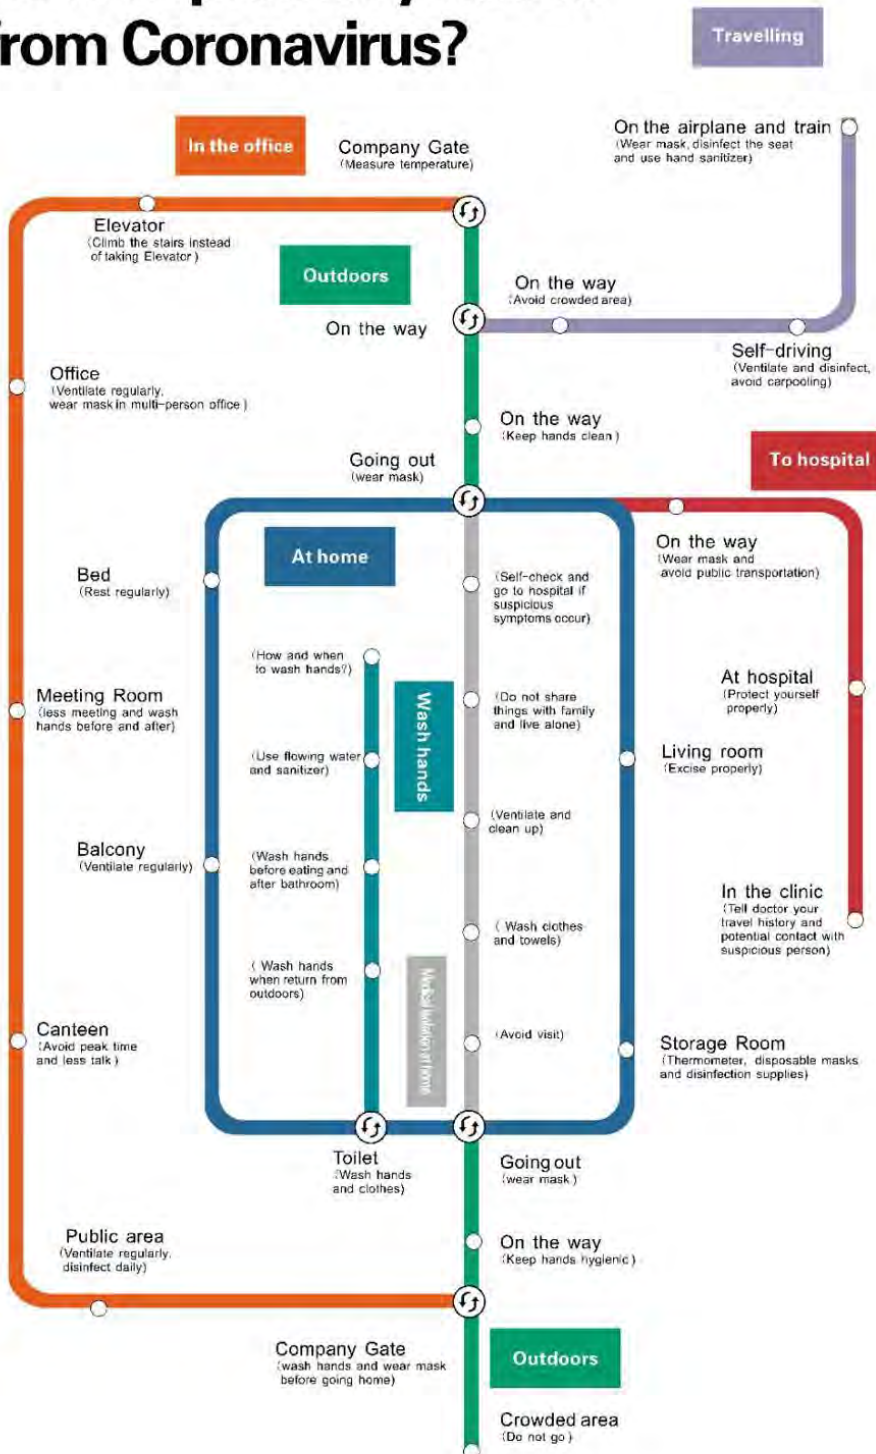 from Coronavirus?
Travelling
In the office
Company Gate
(Measure temperature)
On the airplane and train
(Wear mask, disinfect the seat
and use hand sanitizer)
Elevator
(Climb the stairs instead
of taking Elevator)
Outdoors
On the way
(Avoid crowded area)
On the way
Self-driving
(Ventilate and disinfect,
avoid carpooling)
Office
(Ventilate regularly,
wear mask in multi-person office)
On the way
(Keep hands clean)
Going out
(wear mask)
To hospital
At home
On the way
(Wear mask and
avoid public transportation)
Bed
(Rest regularly)
(Self-check and
go to hospital if
suspicious
symptoms occur)
(How and when
to wash hands?)
Wash hands
Meeting Room
(less meeting and wash
hands before and after)
(Do not share
things with family
and live alone)
At hospital
(Protect yourself
properly)
(Use flowing water
and sanitizer)
Living room
(Excise properly)
(Ventilate and
clean up)
Balcony
(Ventilate regularly)
(Wash hands
before eating and
after bathroom)
In the clinic
(Tell doctor your
travel history and
potential contact with
suspicious person)
(Wash clothes
and towels)
(Wash hands
when return from
outdoors)
Medical isolation at home
Canteen
(Avoid peak time
and less talk)
(Avoid visit)
Storage Room
(Thermometer, disposable masks
and disinfection supplies)
Toilet
(Wash hands
and clothes)
Going out
(wear mask)
Public area
(Ventilate regularly,
disinfect daily)
On the way
(Keep hands hygienic)
Company Gate
(wash hands and wear mask
before going home)
Outdoors
Crowded area
(Do not go)